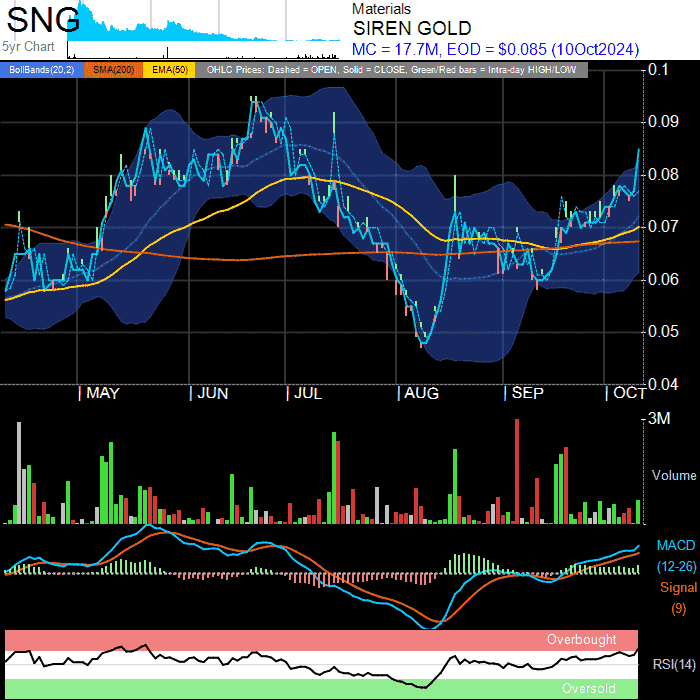 SNG
5yr Chart
Materials
SIREN GOLD
MC = 17.7M, EOD = $0.085 (10Oct2024)
BollBands(20,2) SMA(200) EMA(50) OHLC Prices: Dashed = OPEN, Solid = CLOSE, Green/Red bars = Intra-day HIGH/LOW
0.1
0.09
0.08
0.07
0.06
0.05
0.04
| MAY | JUN | JUL | AUG | SEP | OCT
3M
Volume
MACD
(12-26)
Signal
(9)
Overbought
RSI(14)
Oversold